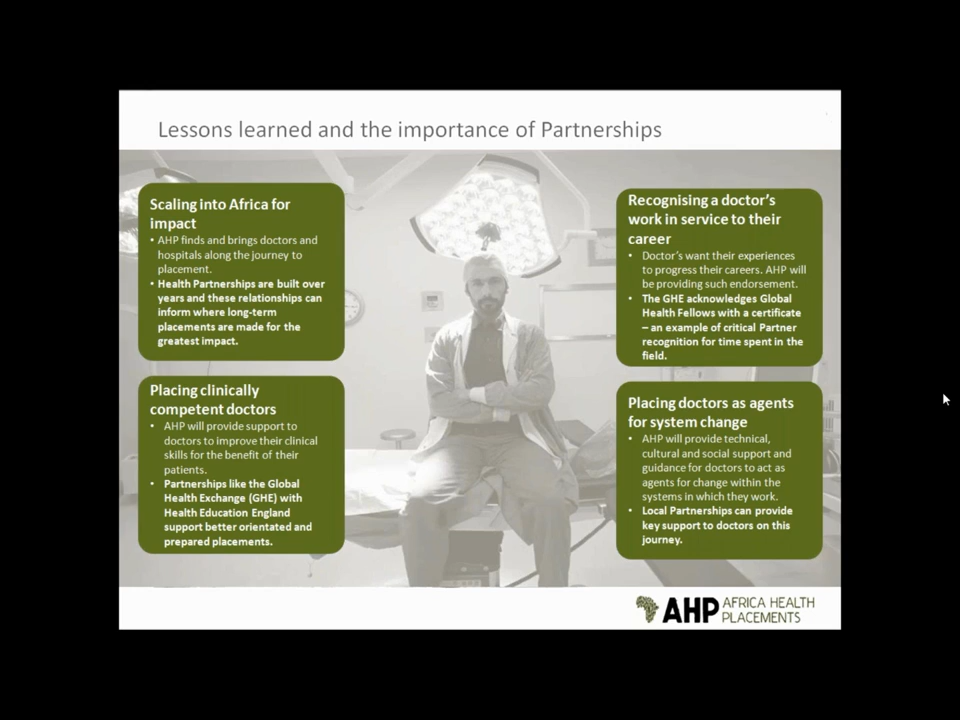 Lessons learned and the importance of Partnerships
Scaling into Africa for
impact
• AHP finds and brings doctors and
hospitals along the journey to
placement.
• Health Partnerships are built over
years and these relationships can
inform where long-term
placements are made for the
greatest impact.
Placing clinically
competent doctors
• AHP will provide support to
doctors to improve their clinical
skills for the benefit of their
patients.
• Partnerships like the Global
Health Exchange (GHE) with
Health Education England
support better orientated and
prepared placements.
Recognising a doctor's
work in service to their
career
• Doctor's want their experiences
to progress their careers. AHP will
be providing such endorsement.
• The GHE acknowledges Global
Health Fellows with a certificate
– an example of critical Partner
recognition for time spent in the
field.
Placing doctors as agents
for system change
• AHP will provide technical,
cultural and social support and
guidance for doctors to act as
agents for change within the
systems in which they work.
• Local Partnerships can provide
key support to doctors on this
journey.
AHP AFRICA HEALTH
PLACEMENTS